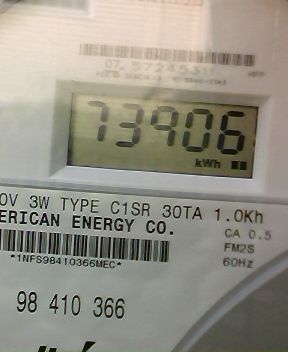 73906
kWh
0V 3W TYPE C1SR 30TA 1.0Kh
ERICAN ENERGY CO.
CA 0.5
FM2S
60Hz
*1NFS98410366MEC*
98 410 366